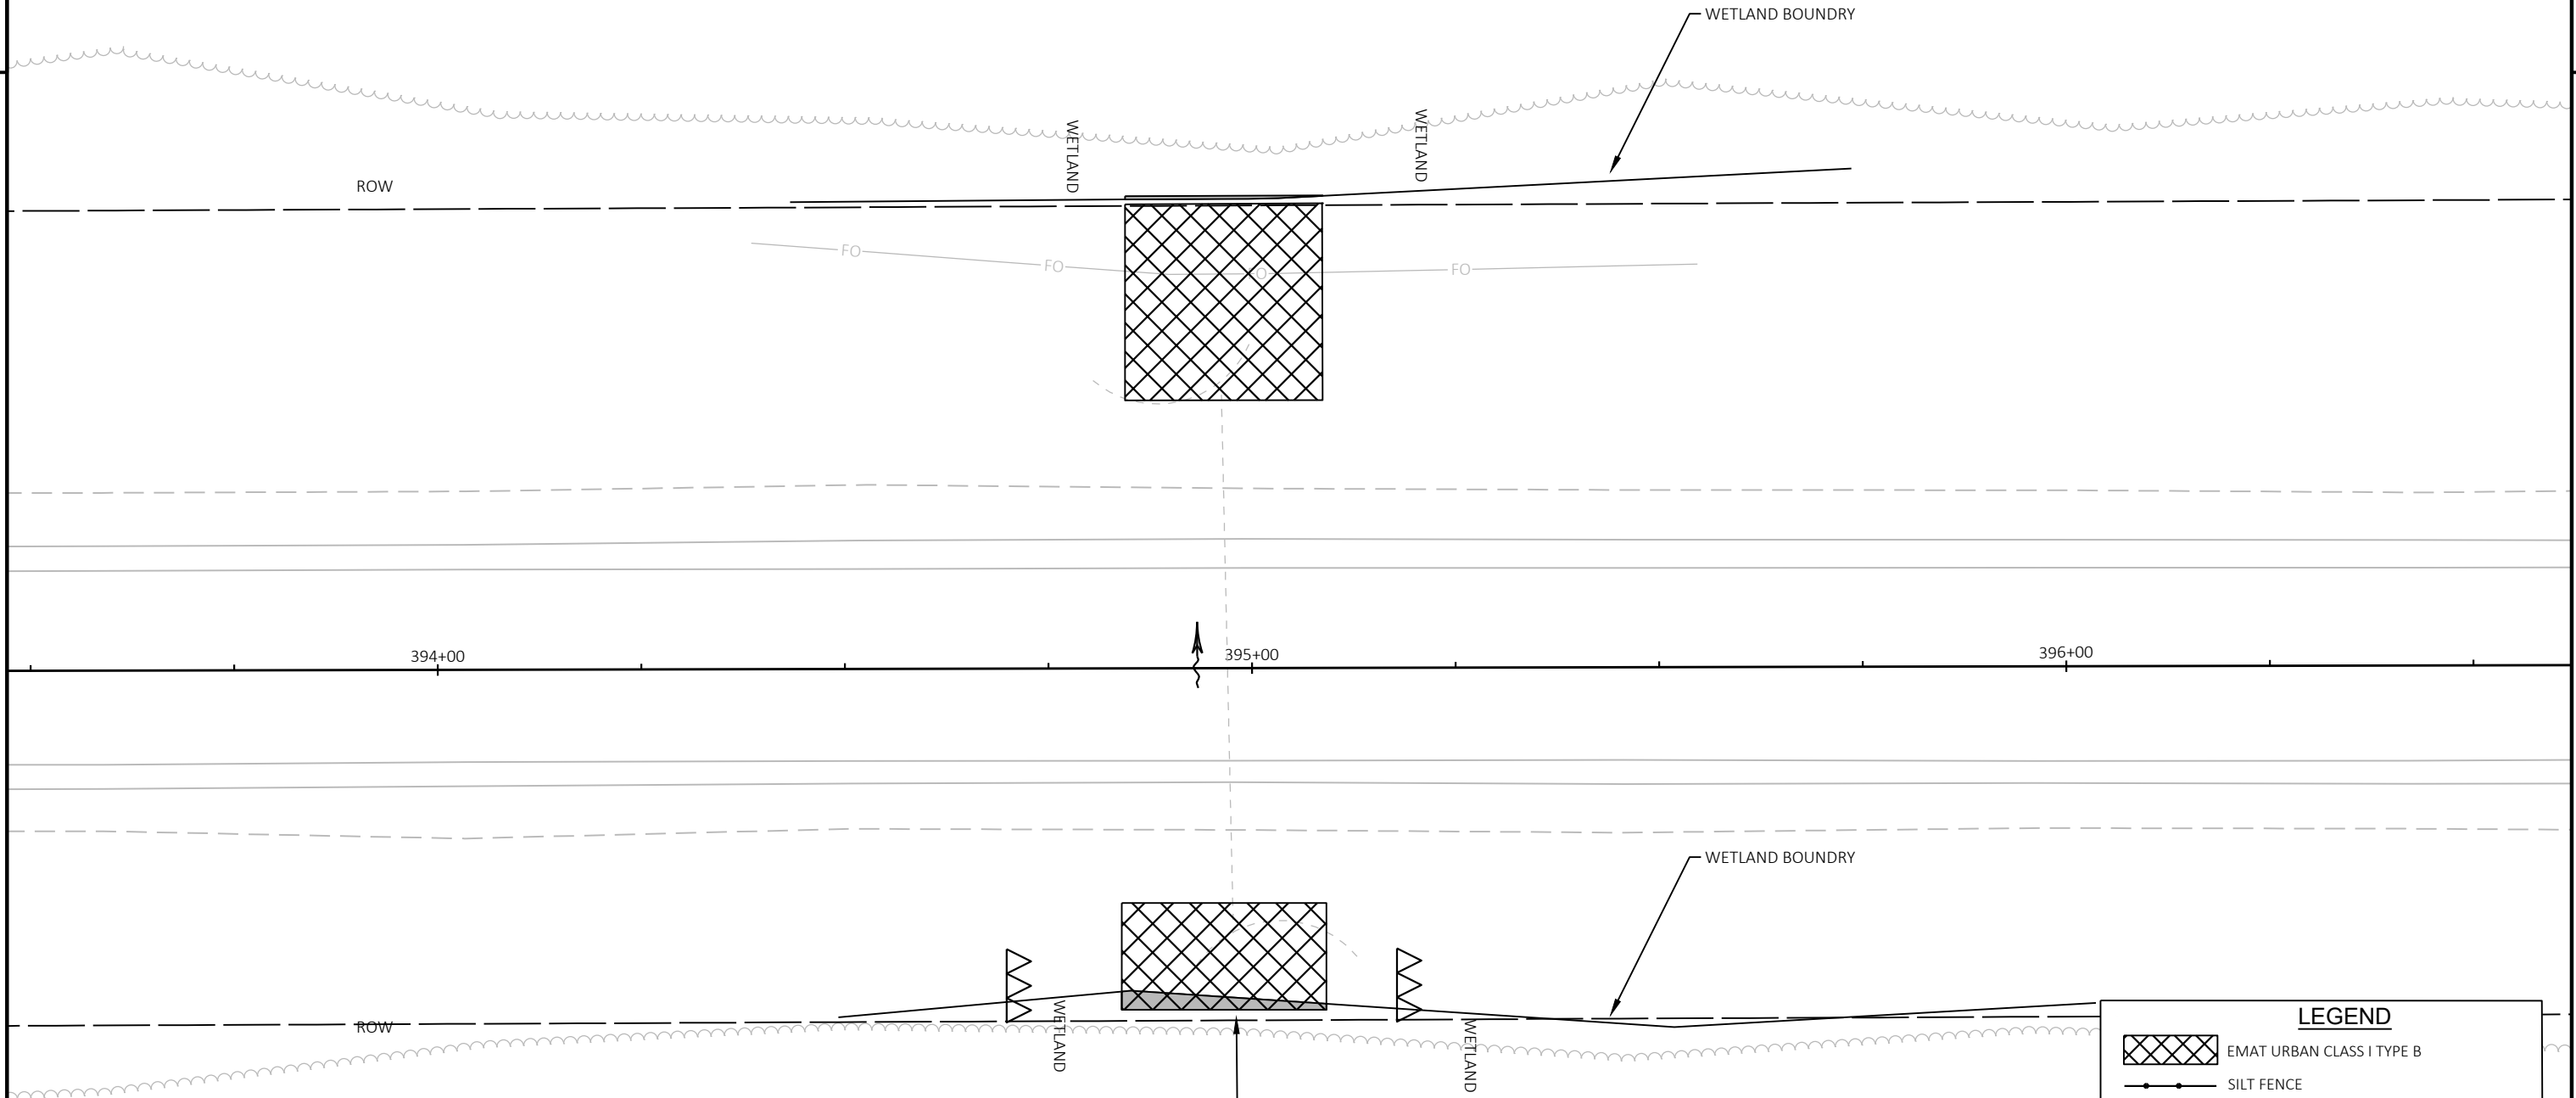 WETLAND BOUNDRY
WETLAND
WETLAND
ROW
FO
FO
O
FO
394+00
395+00
396+00
WETLAND BOUNDRY
ROW
WETLAND
WETLAND
LEGEND
EMAT URBAN CLASS I TYPE B
SILT FENCE